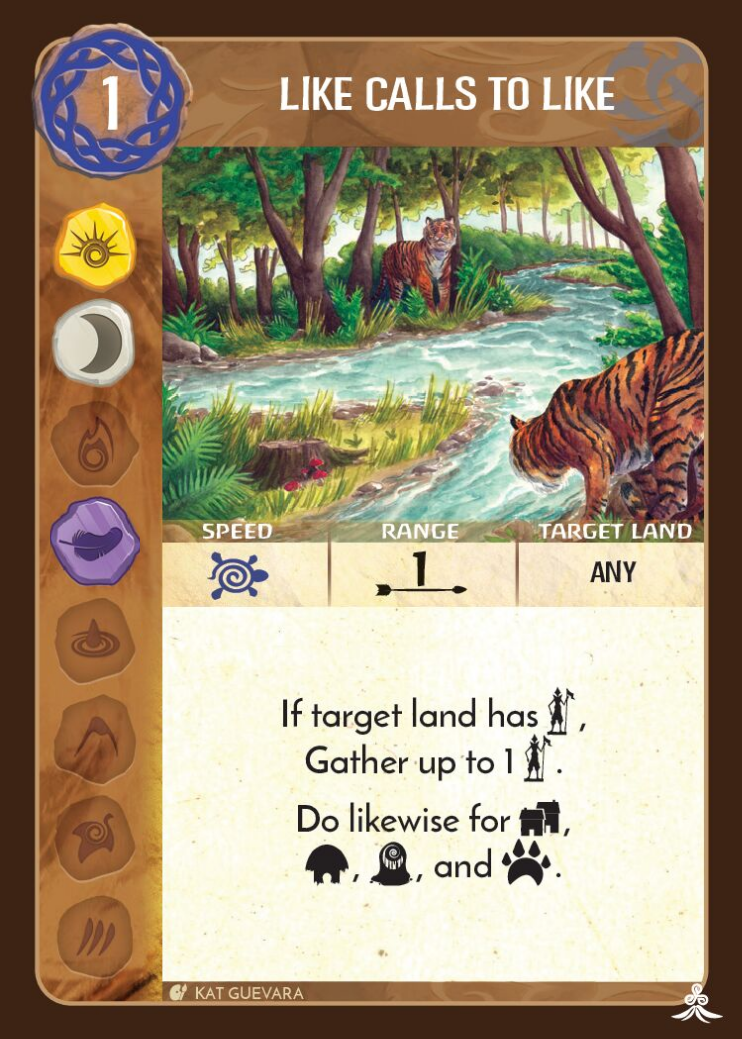 1
LIKE CALLS TO LIKE
SPEED RANGE TARGET LAND
1 ANY
If target land has ,
Gather up to 1 .
Do likewise for ,
, , and .
KAT GUEVARA